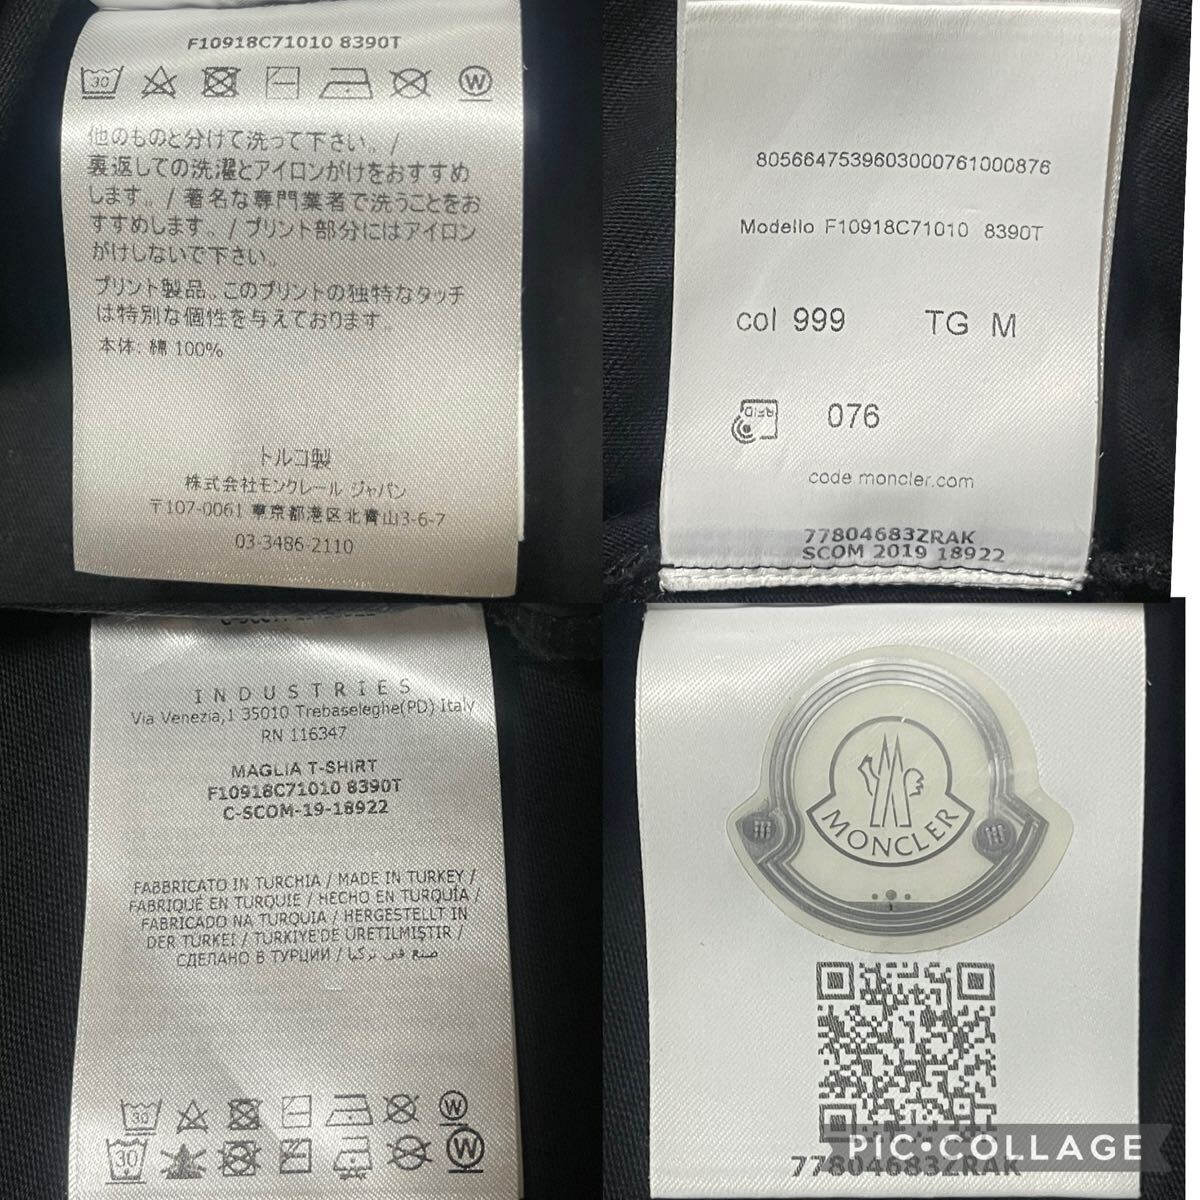 F10918C71010 8390T
30
W
他のものと分けて洗って下さい。/
裏返しての洗濯とアイロンがけをおすすめ
します。/ 著名な専門業者で洗うことをお
すすめします。/ プリント部分にはアイロン
がけしないで下さい。
プリント製品。このプリントの独特なタッチ
は特別な個性を与えております。
本体: 綿 100%
トルコ製
株式会社モンクレール ジャパン
〒107-0061 東京都港区北青山3-6-7
03-3486-2110
8056647539603000761000876
Modello F10918C71010 8390T
col 999 TG M
RFID 076
code.moncler.com
77804683ZRAK
SCOM 2019 18922
INDUSTRIES
Via Venezia,1 35010 Trebaseleghe(PD) Italy
RN 116347
MAGLIA T-SHIRT
F10918C71010 8390T
C-SCOM-19-18922
FABBRICATO IN TURCHIA / MADE IN TURKEY /
FABRIQUÉ EN TURQUIE / HECHO EN TURQUÍA /
FABRICADO NA TURQUIA / HERGESTELLT IN
DER TÜRKEI / TÜRKIYE'DE ÜRETILMIŞTIR /
СДЕЛАНО В ТУРЦИИ / صنع في تركيا
30
W
30
W
MONCLER
77804683ZRAK
PIC•COLLAGE